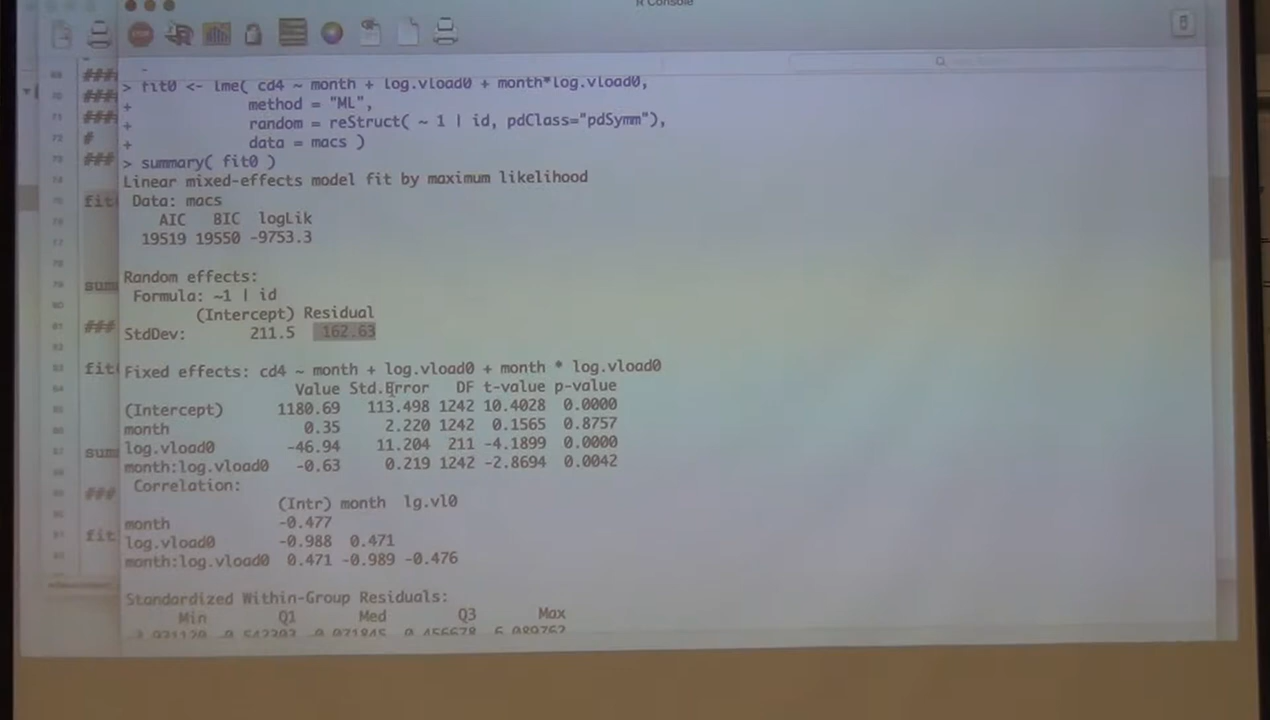 R Console
> fit0 <- lme( cd4 ~ month + log.vload0 + month*log.vload0,
+ method = "ML",
+ random = reStruct( ~ 1 | id, pdClass="pdSymm"),
+ data = macs )
> summary( fit0 )
Linear mixed-effects model fit by maximum likelihood
Data: macs
AIC BIC logLik
19519 19550 -9753.3
Random effects:
Formula: ~1 | id
(Intercept) Residual
StdDev: 211.5 162.63
Fixed effects: cd4 ~ month + log.vload0 + month * log.vload0
Value Std.Error DF t-value p-value
(Intercept) 1180.69 113.498 1242 10.4028 0.0000
month 0.35 2.220 1242 0.1565 0.8757
log.vload0 -46.94 11.204 211 -4.1899 0.0000
month:log.vload0 -0.63 0.219 1242 -2.8694 0.0042
Correlation:
(Intr) month lg.vl0
month -0.477
log.vload0 -0.988 0.471
month:log.vload0 0.471 -0.989 -0.476
Standardized Within-Group Residuals:
Min Q1 Med Q3 Max